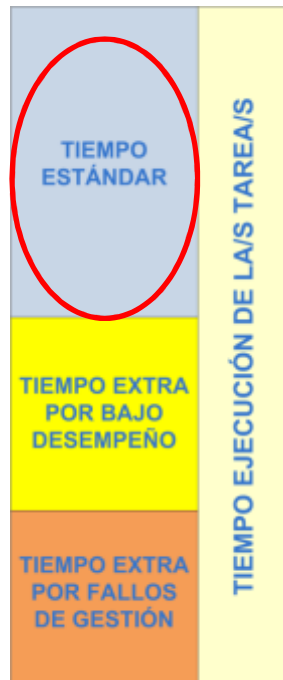 TIEMPO
ESTÁNDAR
TIEMPO EXTRA
POR BAJO
DESEMPEÑO
TIEMPO EXTRA
POR FALLOS
DE GESTIÓN
TIEMPO EJECUCIÓN DE LA/S TAREA/S